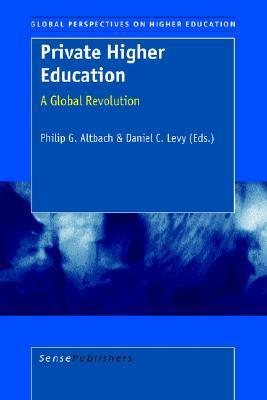 GLOBAL PERSPECTIVES ON HIGHER EDUCATION
Private Higher
Education
A Global Revolution
Philip G. Altbach & Daniel C. Levy (Eds.)
SensePublishers